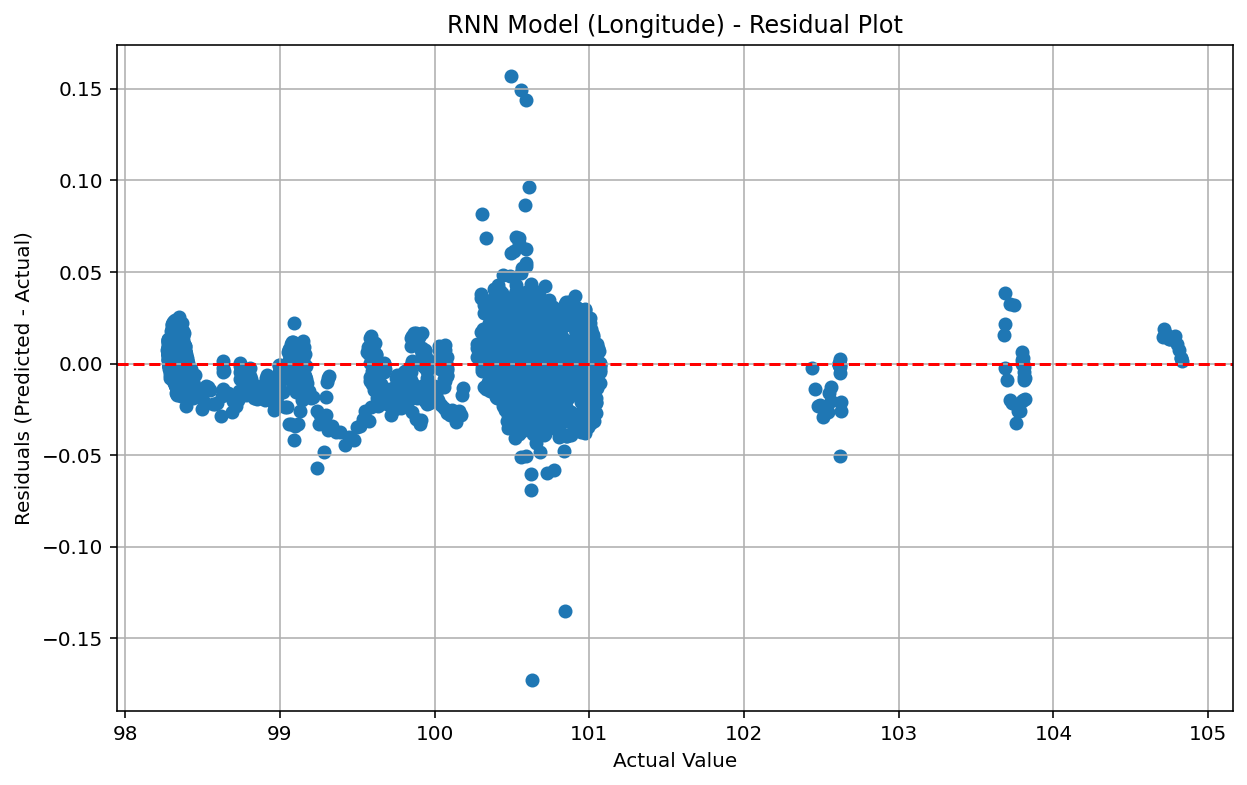 RNN Model (Longitude) - Residual Plot
Residuals (Predicted - Actual)
0.15
0.10
0.05
0.00
−0.05
−0.10
−0.15
98 99 100 101 102 103 104 105
Actual Value